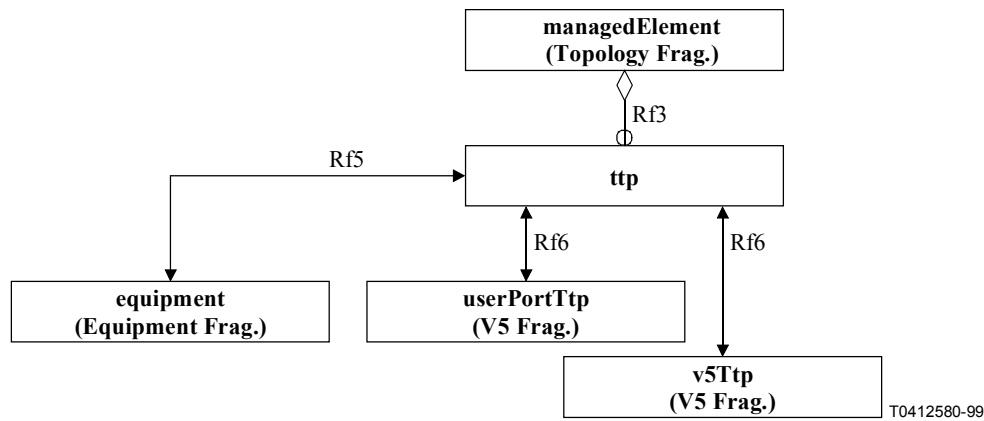 managedElement
(Topology Frag.)
Rf3
Rf5
ttp
Rf6
Rf6
equipment
(Equipment Frag.)
userPortTtp
(V5 Frag.)
v5Ttp
(V5 Frag.)
T0412580-99